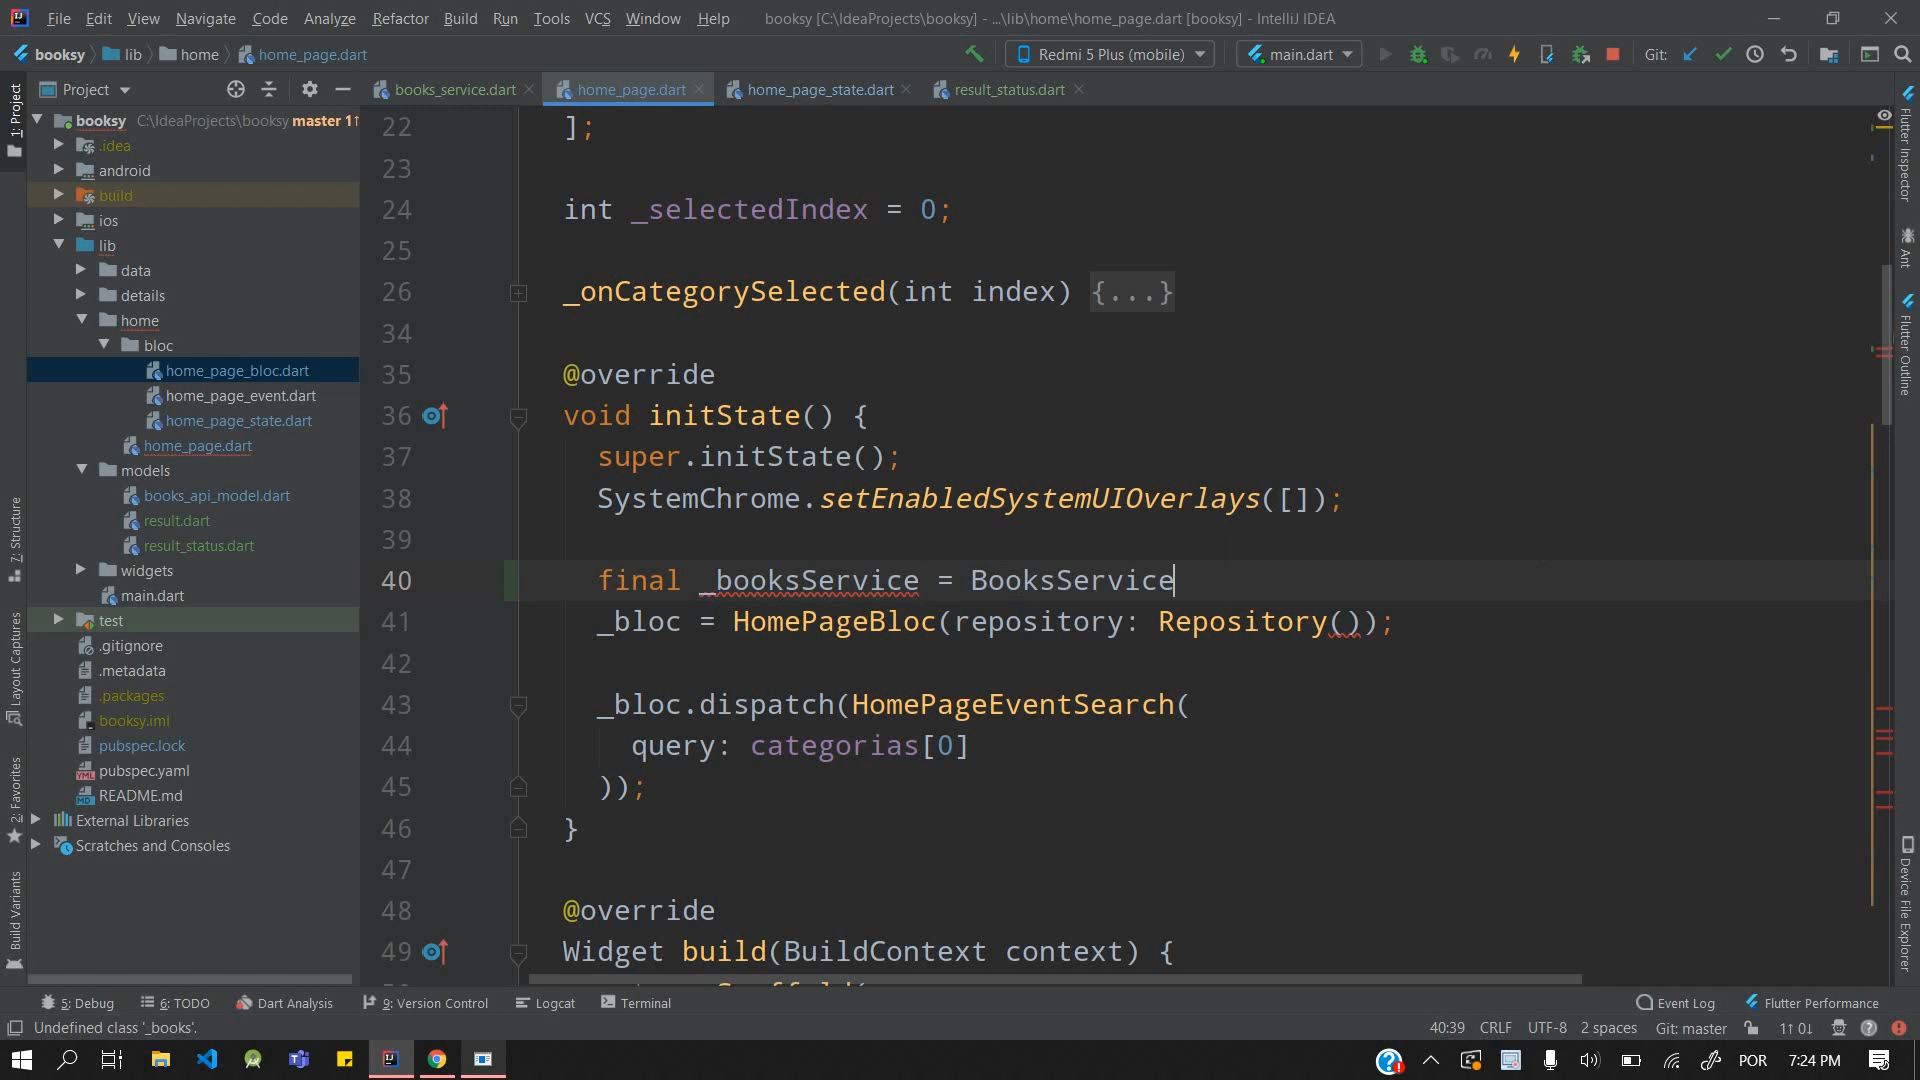 File Edit View Navigate Code Analyze Refactor Build Run Tools VCS Window Help booksy [C:\IdeaProjects\booksy] - ...\lib\home\home_page.dart [booksy] - IntelliJ IDEA
booksy lib home home_page.dart Redmi 5 Plus (mobile) main.dart Git:
Project books_service.dart home_page.dart home_page_state.dart result_status.dart
booksy C:\IdeaProjects\booksy master 1↑
.idea
android
build
ios
lib
data
details
home
bloc
home_page_bloc.dart
home_page_event.dart
home_page_state.dart
home_page.dart
models
books_api_model.dart
result.dart
result_status.dart
widgets
main.dart
test
.gitignore
.metadata
.packages
booksy.iml
pubspec.lock
pubspec.yaml
README.md
External Libraries
Scratches and Consoles
1: Project
7: Structure
Layout Captures
2: Favorites
Build Variants
22 ];
23
24 int _selectedIndex = 0;
25
26 _onCategorySelected(int index) {...}
34
35 @override
36 void initState() {
37 super.initState();
38 SystemChrome.setEnabledSystemUIOverlays([]);
39
40 final _booksService = BooksService
41 _bloc = HomePageBloc(repository: Repository());
42
43 _bloc.dispatch(HomePageEventSearch(
44 query: categorias[0]
45 ));
46 }
47
48 @override
49 Widget build(BuildContext context) {
Flutter Inspector
Ant
Flutter Outline
Device File Explorer
5: Debug 6: TODO Dart Analysis 9: Version Control Logcat Terminal Event Log Flutter Performance
Undefined class '_books'. 40:39 CRLF UTF-8 2 spaces Git: master 1↑ 0↓
POR 7:24 PM